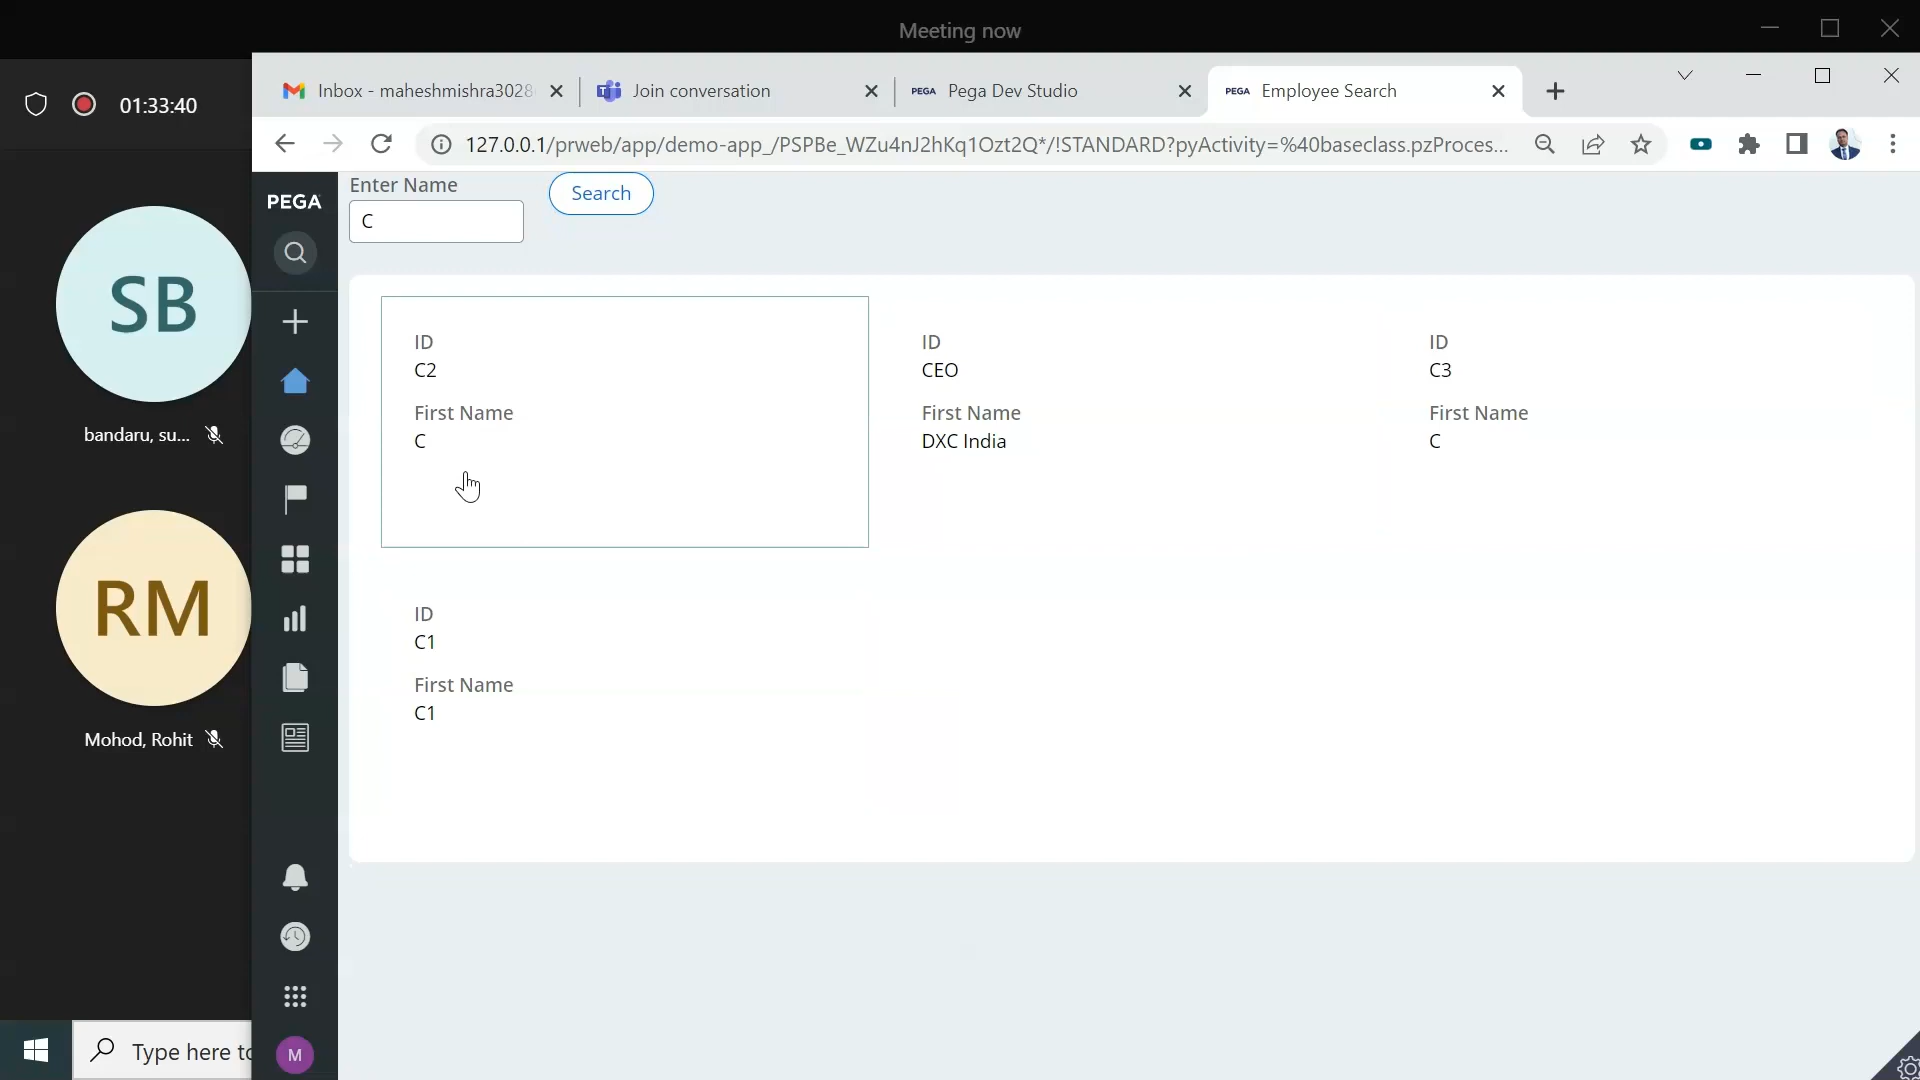 Meeting now
01:33:40
Inbox - maheshmishra3028
Join conversation
PEGA Pega Dev Studio
PEGA Employee Search
127.0.0.1/prweb/app/demo-app_/PSPBe_WZu4nJ2hKq1Ozt2Q*/!STANDARD?pyActivity=%40baseclass.pzProces...
PEGA
Enter Name
Search
C
SB
bandaru, su...
RM
Mohod, Rohit
ID
C2
First Name
C
ID
CEO
First Name
DXC India
ID
C3
First Name
C
ID
C1
First Name
C1
M
Type here to